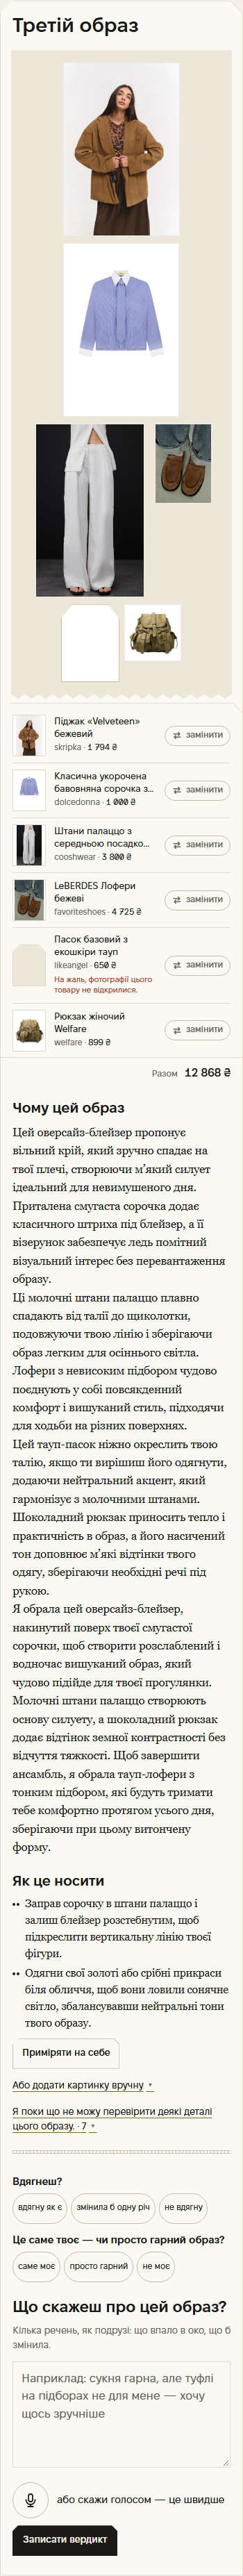 Третій образ
Піджак «Velveteen»
бежевий
skripka · 1 794 ₴
замінити
Класична укорочена
бавовняна сорочка з...
dolcedonna · 1 000 ₴
замінити
Штани палаццо з
середньою посадко...
cooshwear · 3 800 ₴
замінити
LeBERDES Лофери
бежеві
favoriteshoes · 4 725 ₴
замінити
Пасок базовий з
екошкіри тауп
likeangel · 650 ₴
На жаль, фотографії цього
товару не відкрилися.
замінити
Рюкзак жіночий
Welfare
welfare · 899 ₴
замінити
Разом 12 868 ₴
Чому цей образ
Цей оверсайз-блейзер пропонує
вільний крій, який зручно спадає на
твої плечі, створюючи м’який силует
ідеальний для невимушеного дня.
Приталена смугаста сорочка додає
класичного штриха під блейзер, а її
візерунок забезпечує ледь помітний
візуальний інтерес без перевантаження
образу.
Ці молочні штани палаццо плавно
спадають від талії до щиколотки,
подовжуючи твою лінію і зберігаючи
образ легким для осіннього світла.
Лофери з невисоким підбором чудово
поєднують у собі повсякденний
комфорт і вишуканий стиль, підходячи
для ходьби на різних поверхнях.
Цей тауп-пасок ніжно окреслить твою
талію, якщо ти вирішиш його одягнути,
додаючи нейтральний акцент, який
гармонізує з молочними штанами.
Шоколадний рюкзак приносить тепло і
практичність в образ, а його насичений
тон доповнює м’які відтінки твого
одягу, зберігаючи необхідні речі під
рукою.
Я обрала цей оверсайз-блейзер,
накинутий поверх твоєї смугастої
сорочки, щоб створити розслаблений і
водночас вишуканий образ, який
чудово підійде для твоєї прогулянки.
Молочні штани палаццо створюють
основу силуету, а шоколадний рюкзак
додає відтінок земної контрастності без
відчуття тяжкості. Щоб завершити
ансамбль, я обрала тауп-лофери з
тонким підбором, які будуть тримати
тебе комфортно протягом усього дня,
зберігаючи при цьому витончену
форму.
Як це носити
Заправ сорочку в штани палаццо і
залиш блейзер розстебнутим, щоб
підкреслити вертикальну лінію твоєї
фігури.
Одягни свої золоті або срібні прикраси
біля обличчя, щоб вони ловили сонячне
світло, збалансувавши нейтральні тони
твого образу.
Приміряти на себе
Або додати картинку вручну
Я поки що не можу перевірити деякі деталі
цього образу. · 7
Вдягнеш?
вдягну як є
змінила б одну річ
не вдягну
Це саме твоє — чи просто гарний образ?
саме моє
просто гарний
не моє
Що скажеш про цей образ?
Кілька речень, як подрузі: що впало в око, що б
змінила.
Наприклад: сукня гарна, але туфлі
на підборах не для мене — хочу
щось зручніше
або скажи голосом — це швидше
Записати вердикт